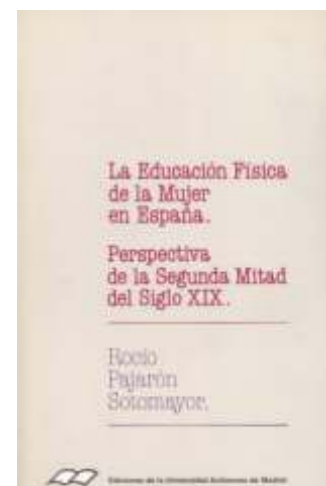 La Educación Física
de la Mujer
en España.
Perspectiva
de la Segunda Mitad
del Siglo XIX.
Rocío
Pajarón
Sotomayor.
Ediciones de la Universidad Autónoma de Madrid